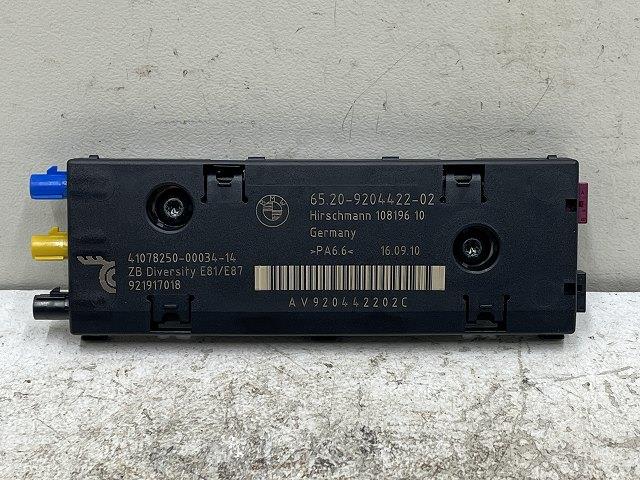 65.20-9204422-02
Hirschmann 108196 10
Germany
>PA6.6< 16.09.10
41078250-00034-14
ZB Diversity E81/E87
921917018
AV920442202C